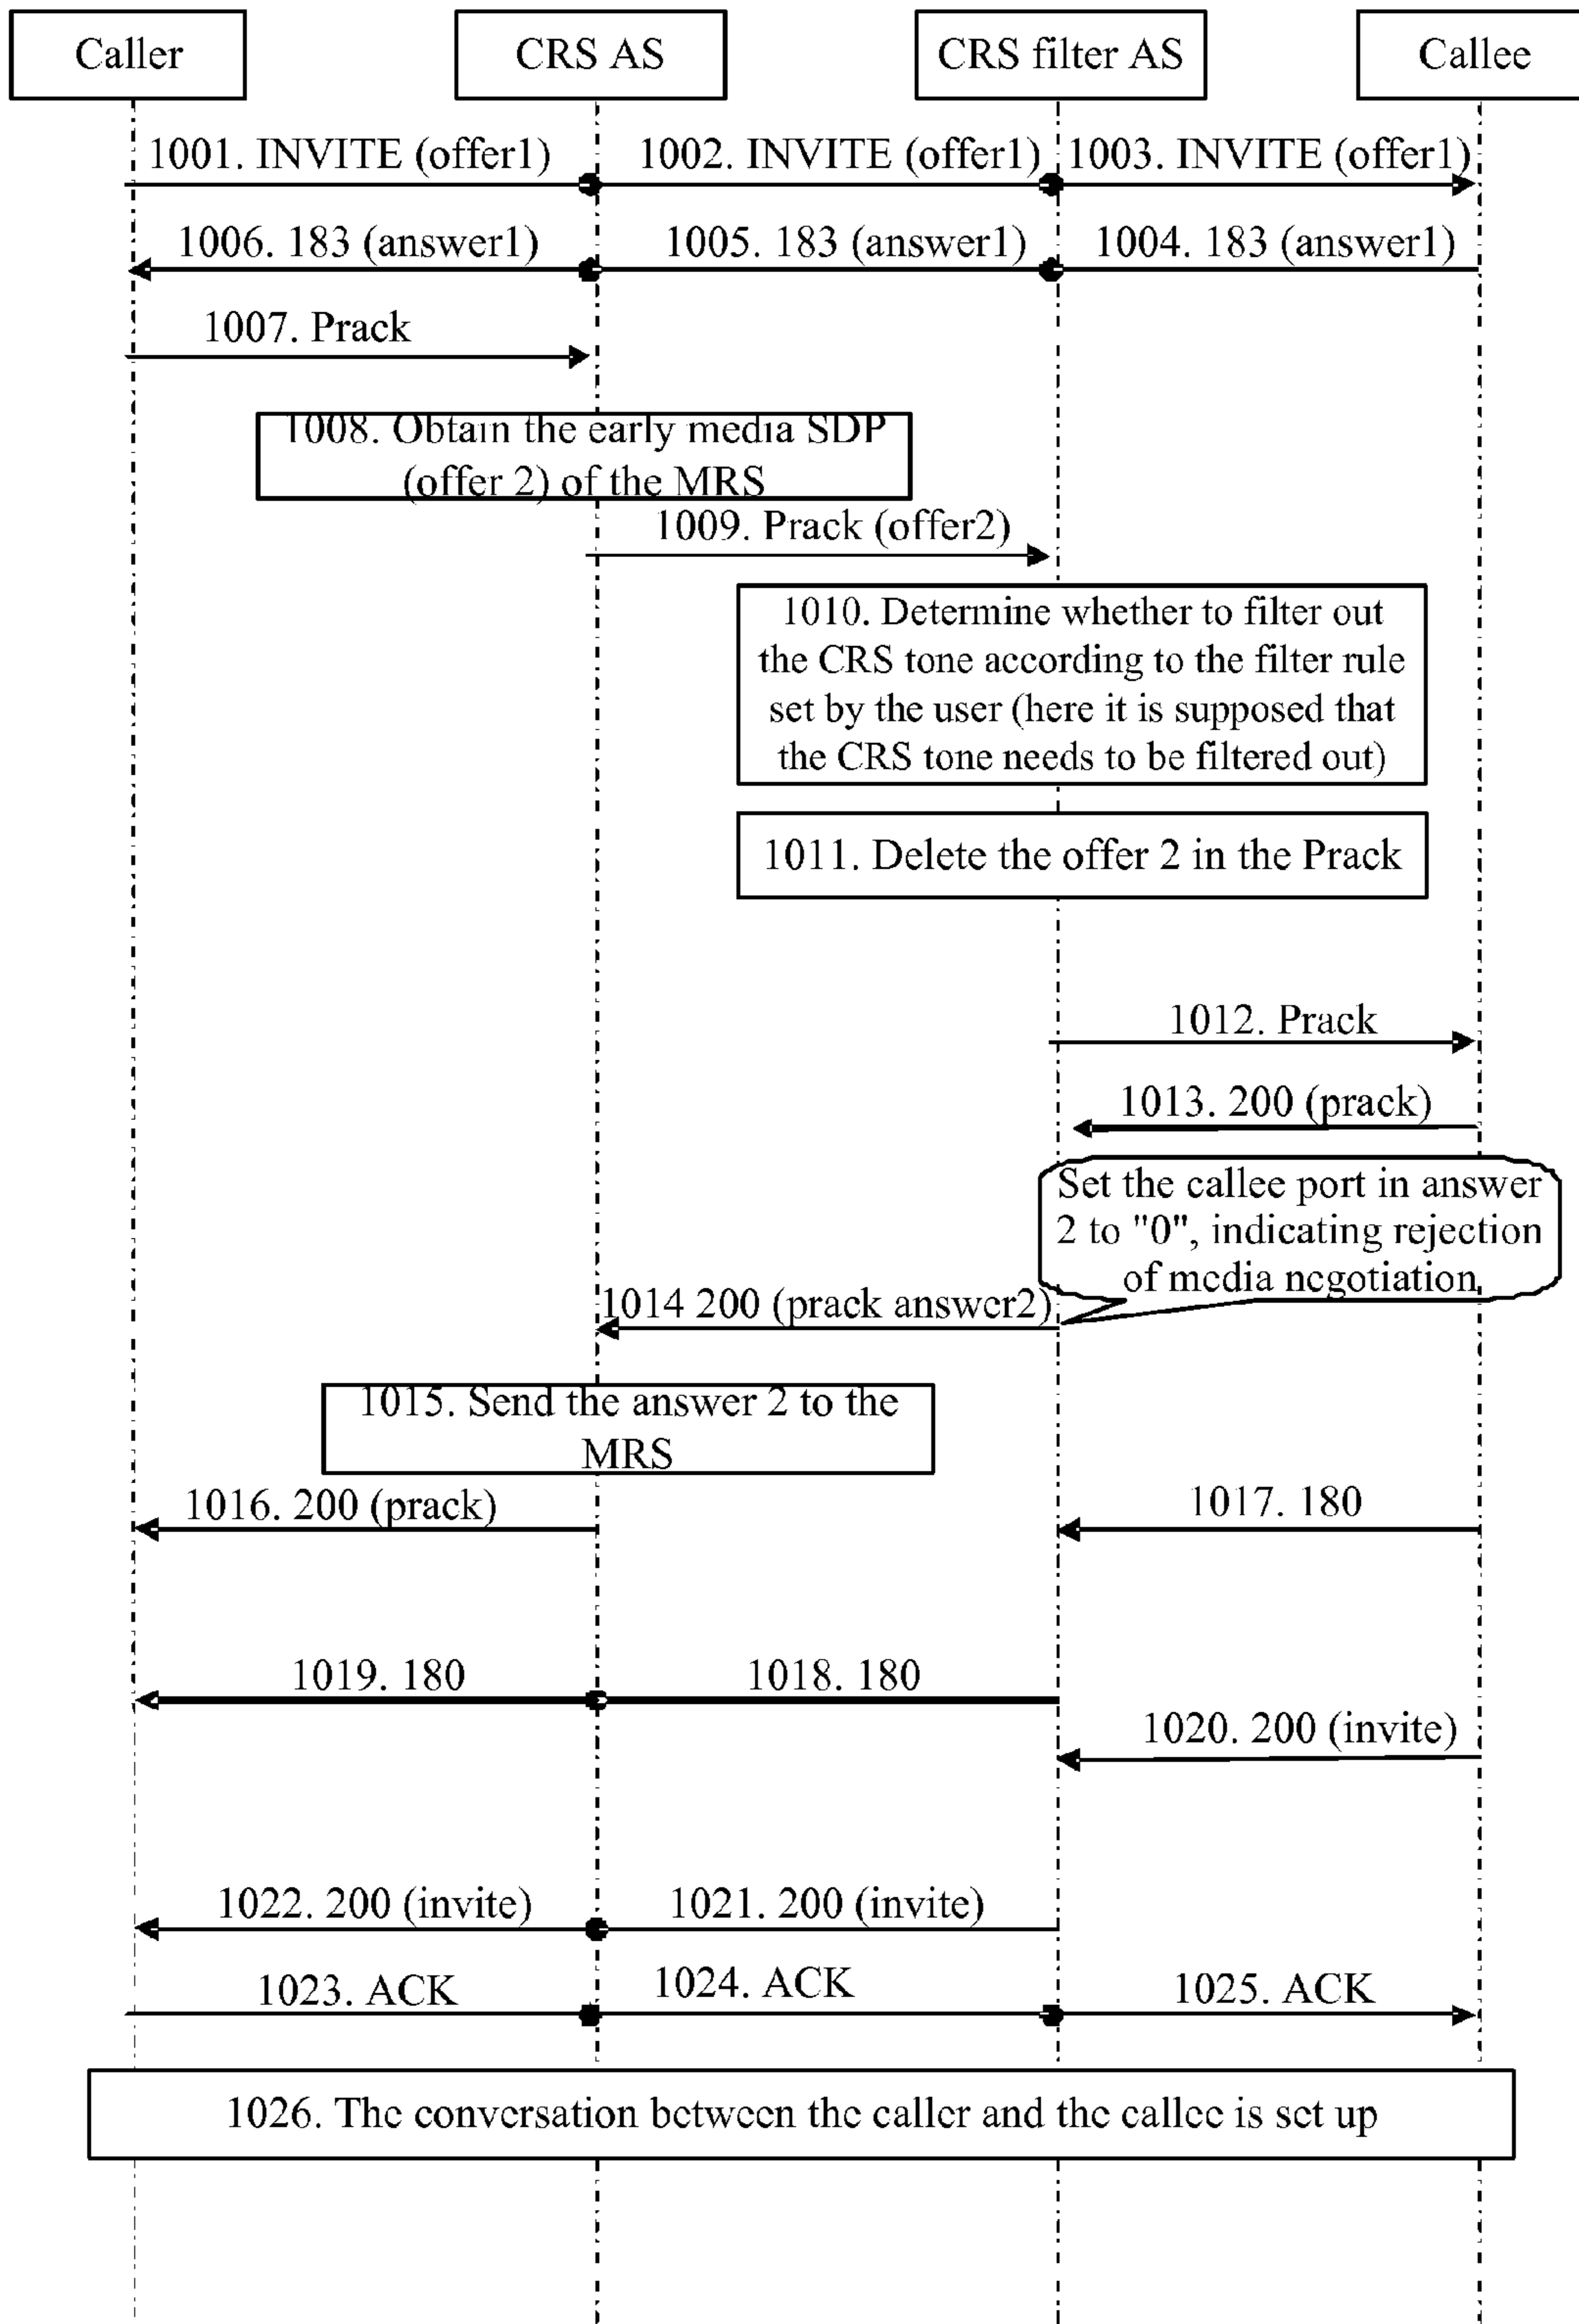 Caller
CRS AS
CRS filter AS
Callee
1001. INVITE (offer1)
1002. INVITE (offer1)
1003. INVITE (offer1)
1006. 183 (answer1)
1005. 183 (answer1)
1004. 183 (answer1)
1007. Prack
1008. Obtain the early media SDP
(offer 2) of the MRS
1009. Prack (offer2)
1010. Determine whether to filter out
the CRS tone according to the filter rule
set by the user (here it is supposed that
the CRS tone needs to be filtered out)
1011. Delete the offer 2 in the Prack
1012. Prack
1013. 200 (prack)
Set the callee port in answer
2 to "0", indicating rejection
of media negotiation
1014 200 (prack answer2)
1015. Send the answer 2 to the
MRS
1016. 200 (prack)
1017. 180
1019. 180
1018. 180
1020. 200 (invite)
1022. 200 (invite)
1021. 200 (invite)
1023. ACK
1024. ACK
1025. ACK
1026. The conversation between the caller and the callee is set up